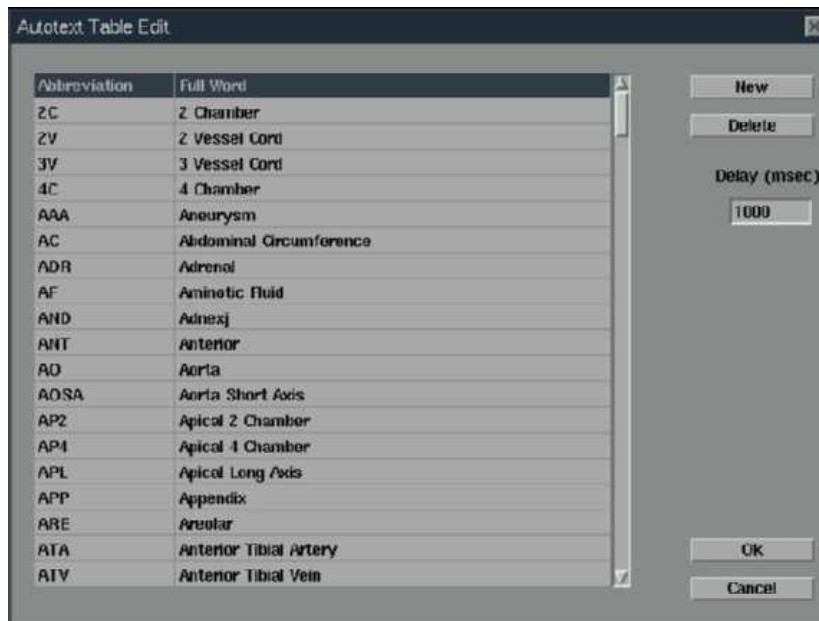 Autotext Table Edit
Abbreviation Full Word
2C 2 Chamber
2V 2 Vessel Cord
3V 3 Vessel Cord
4C 4 Chamber
AAA Aneurysm
AC Abdominal Circumference
ADR Adrenal
AF Aminotic Fluid
AND Adnexj
ANT Anterior
AO Aorta
AOSA Aorta Short Axis
AP2 Apical 2 Chamber
AP4 Apical 4 Chamber
APL Apical Long Axis
APP Appendix
ARE Areolar
ATA Anterior Tibial Artery
ATV Anterior Tibial Vein
New
Delete
Delay (msec)
1000
OK
Cancel